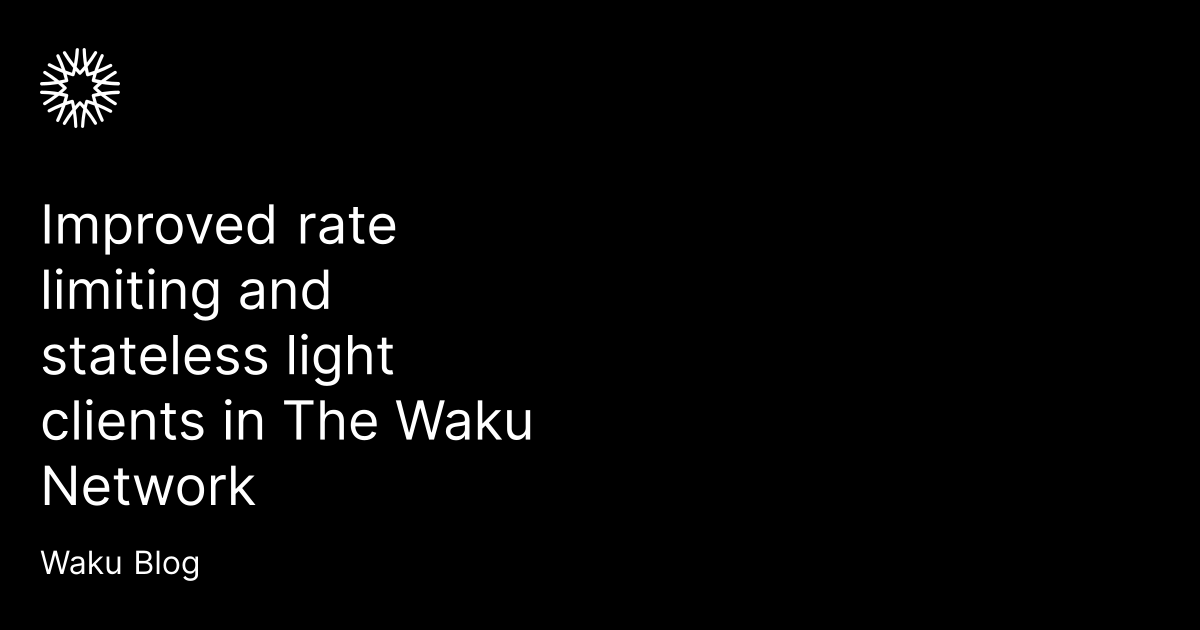 Improved rate
limiting and
stateless light
clients in The Waku
Network
Waku Blog